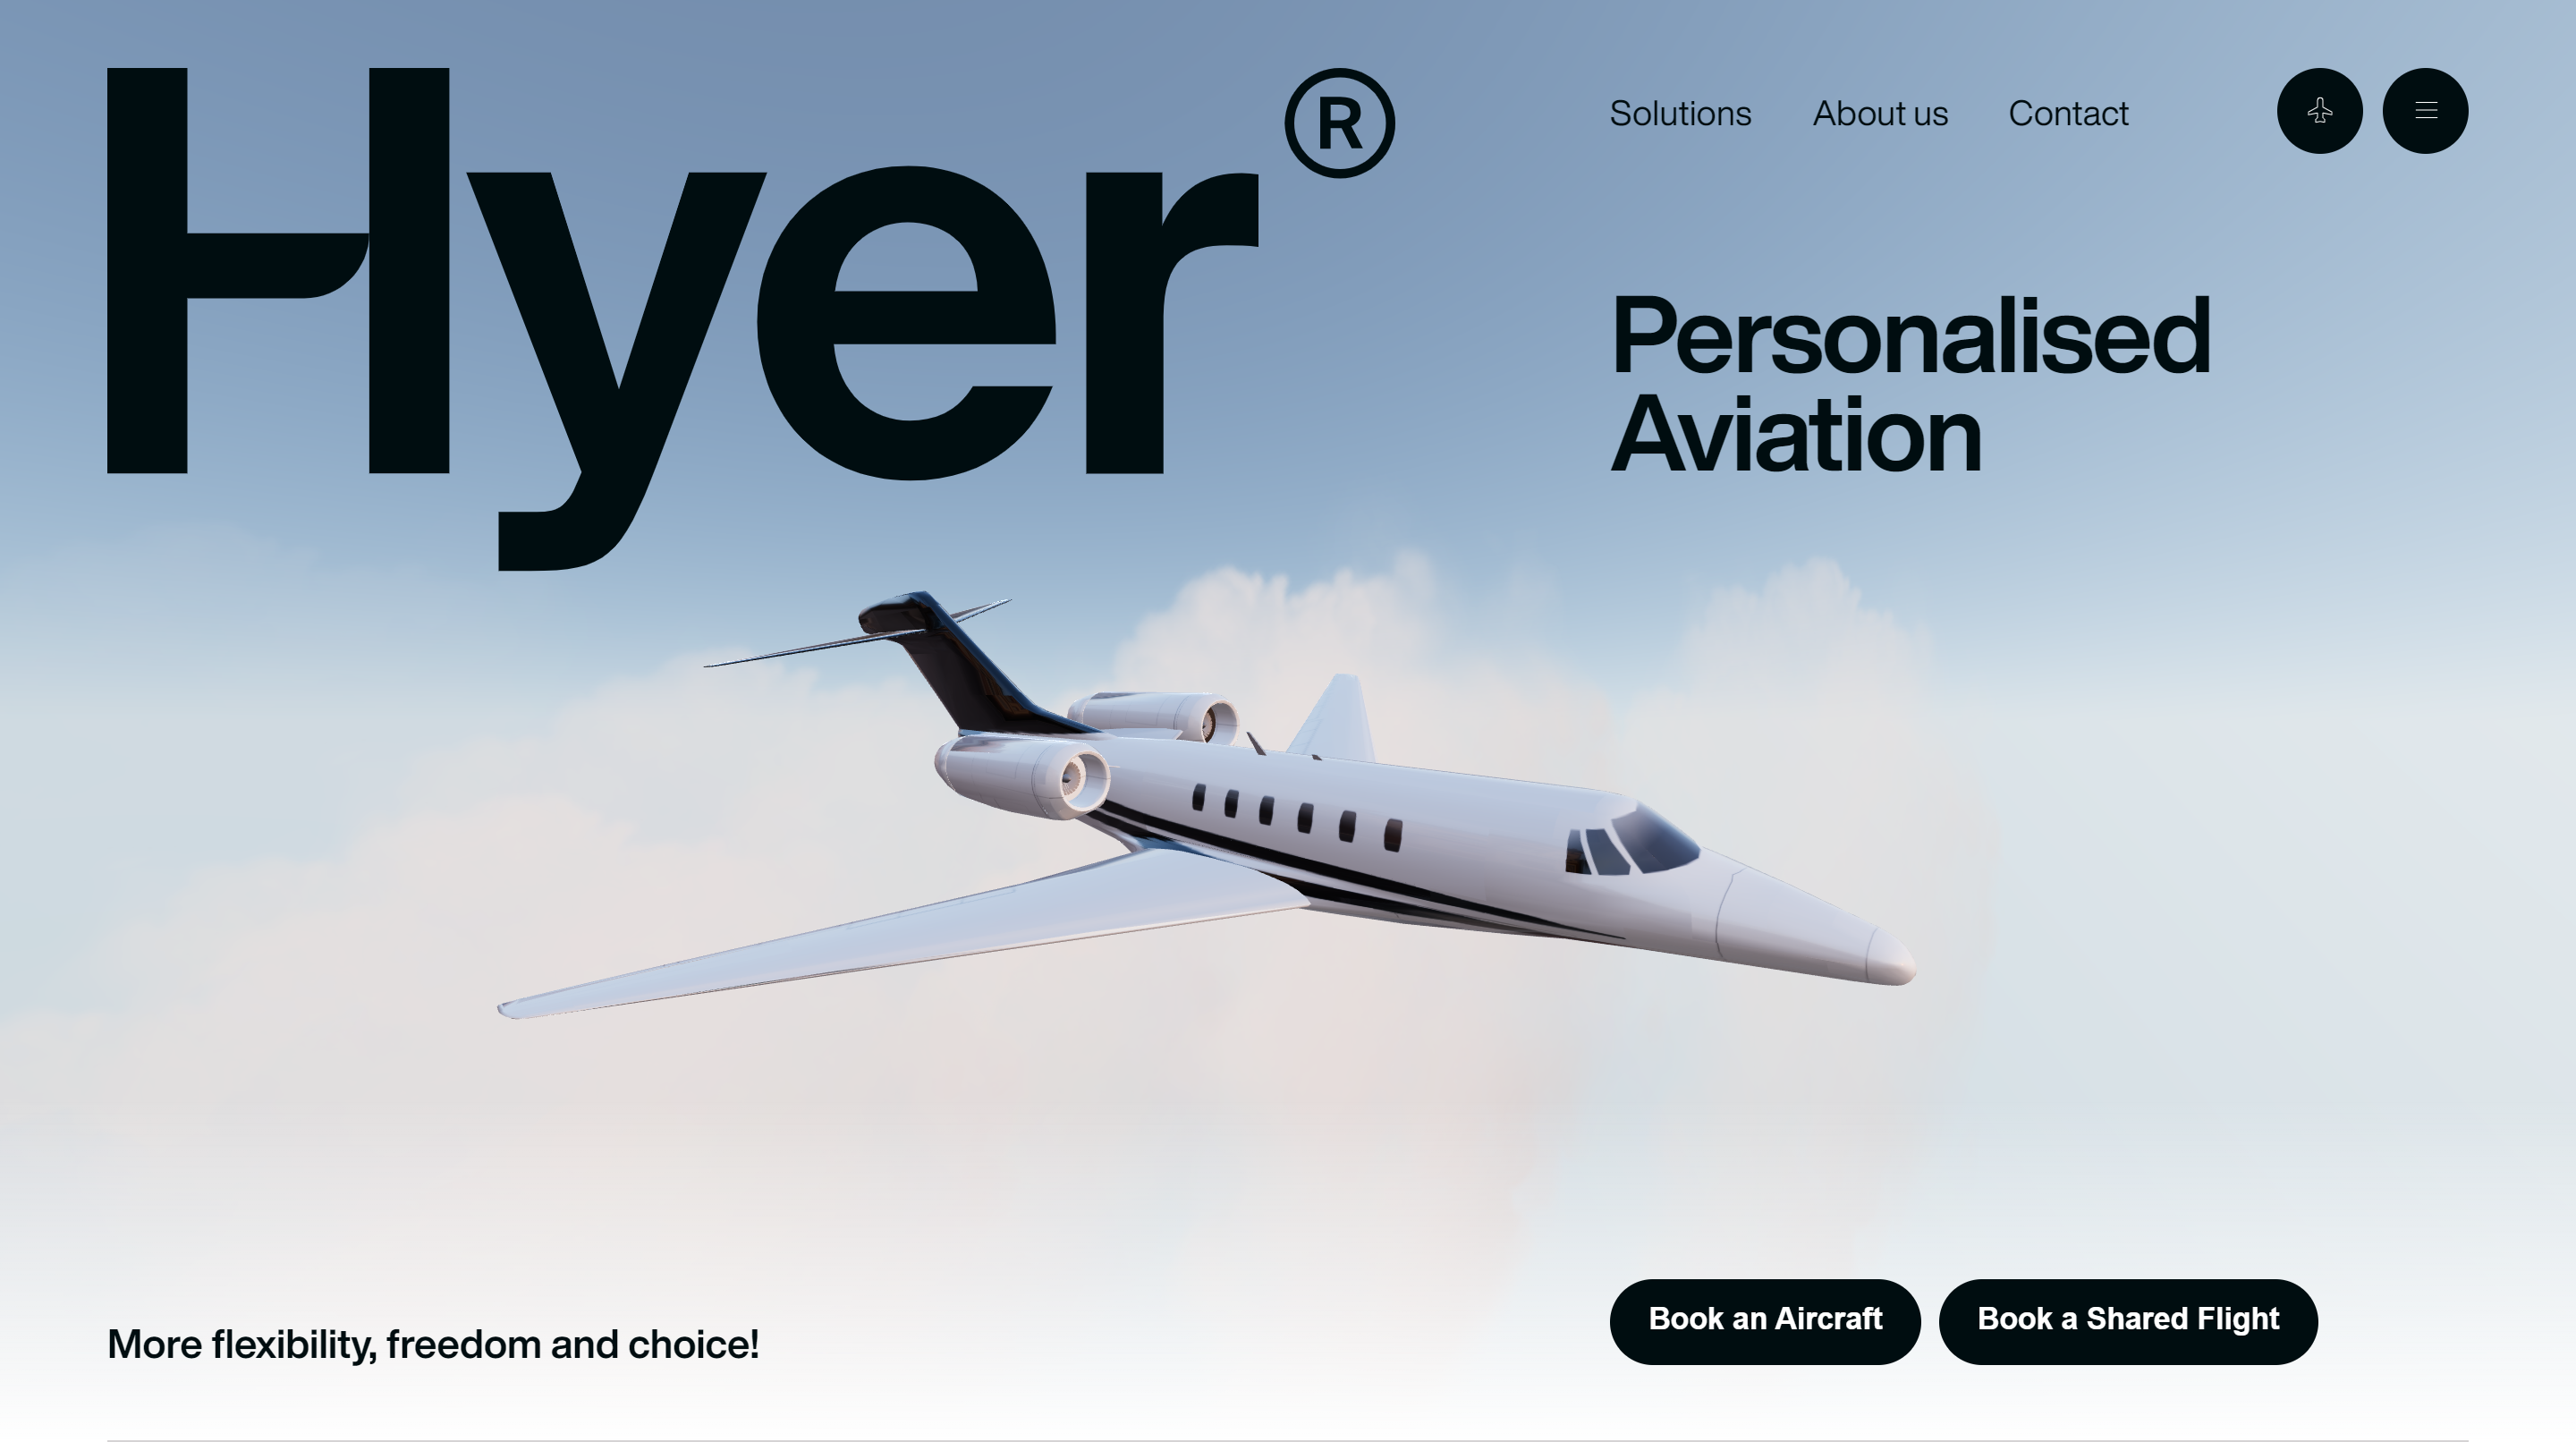 Hyer®
Solutions About us Contact
Personalised
Aviation
More flexibility, freedom and choice!
Book an Aircraft Book a Shared Flight